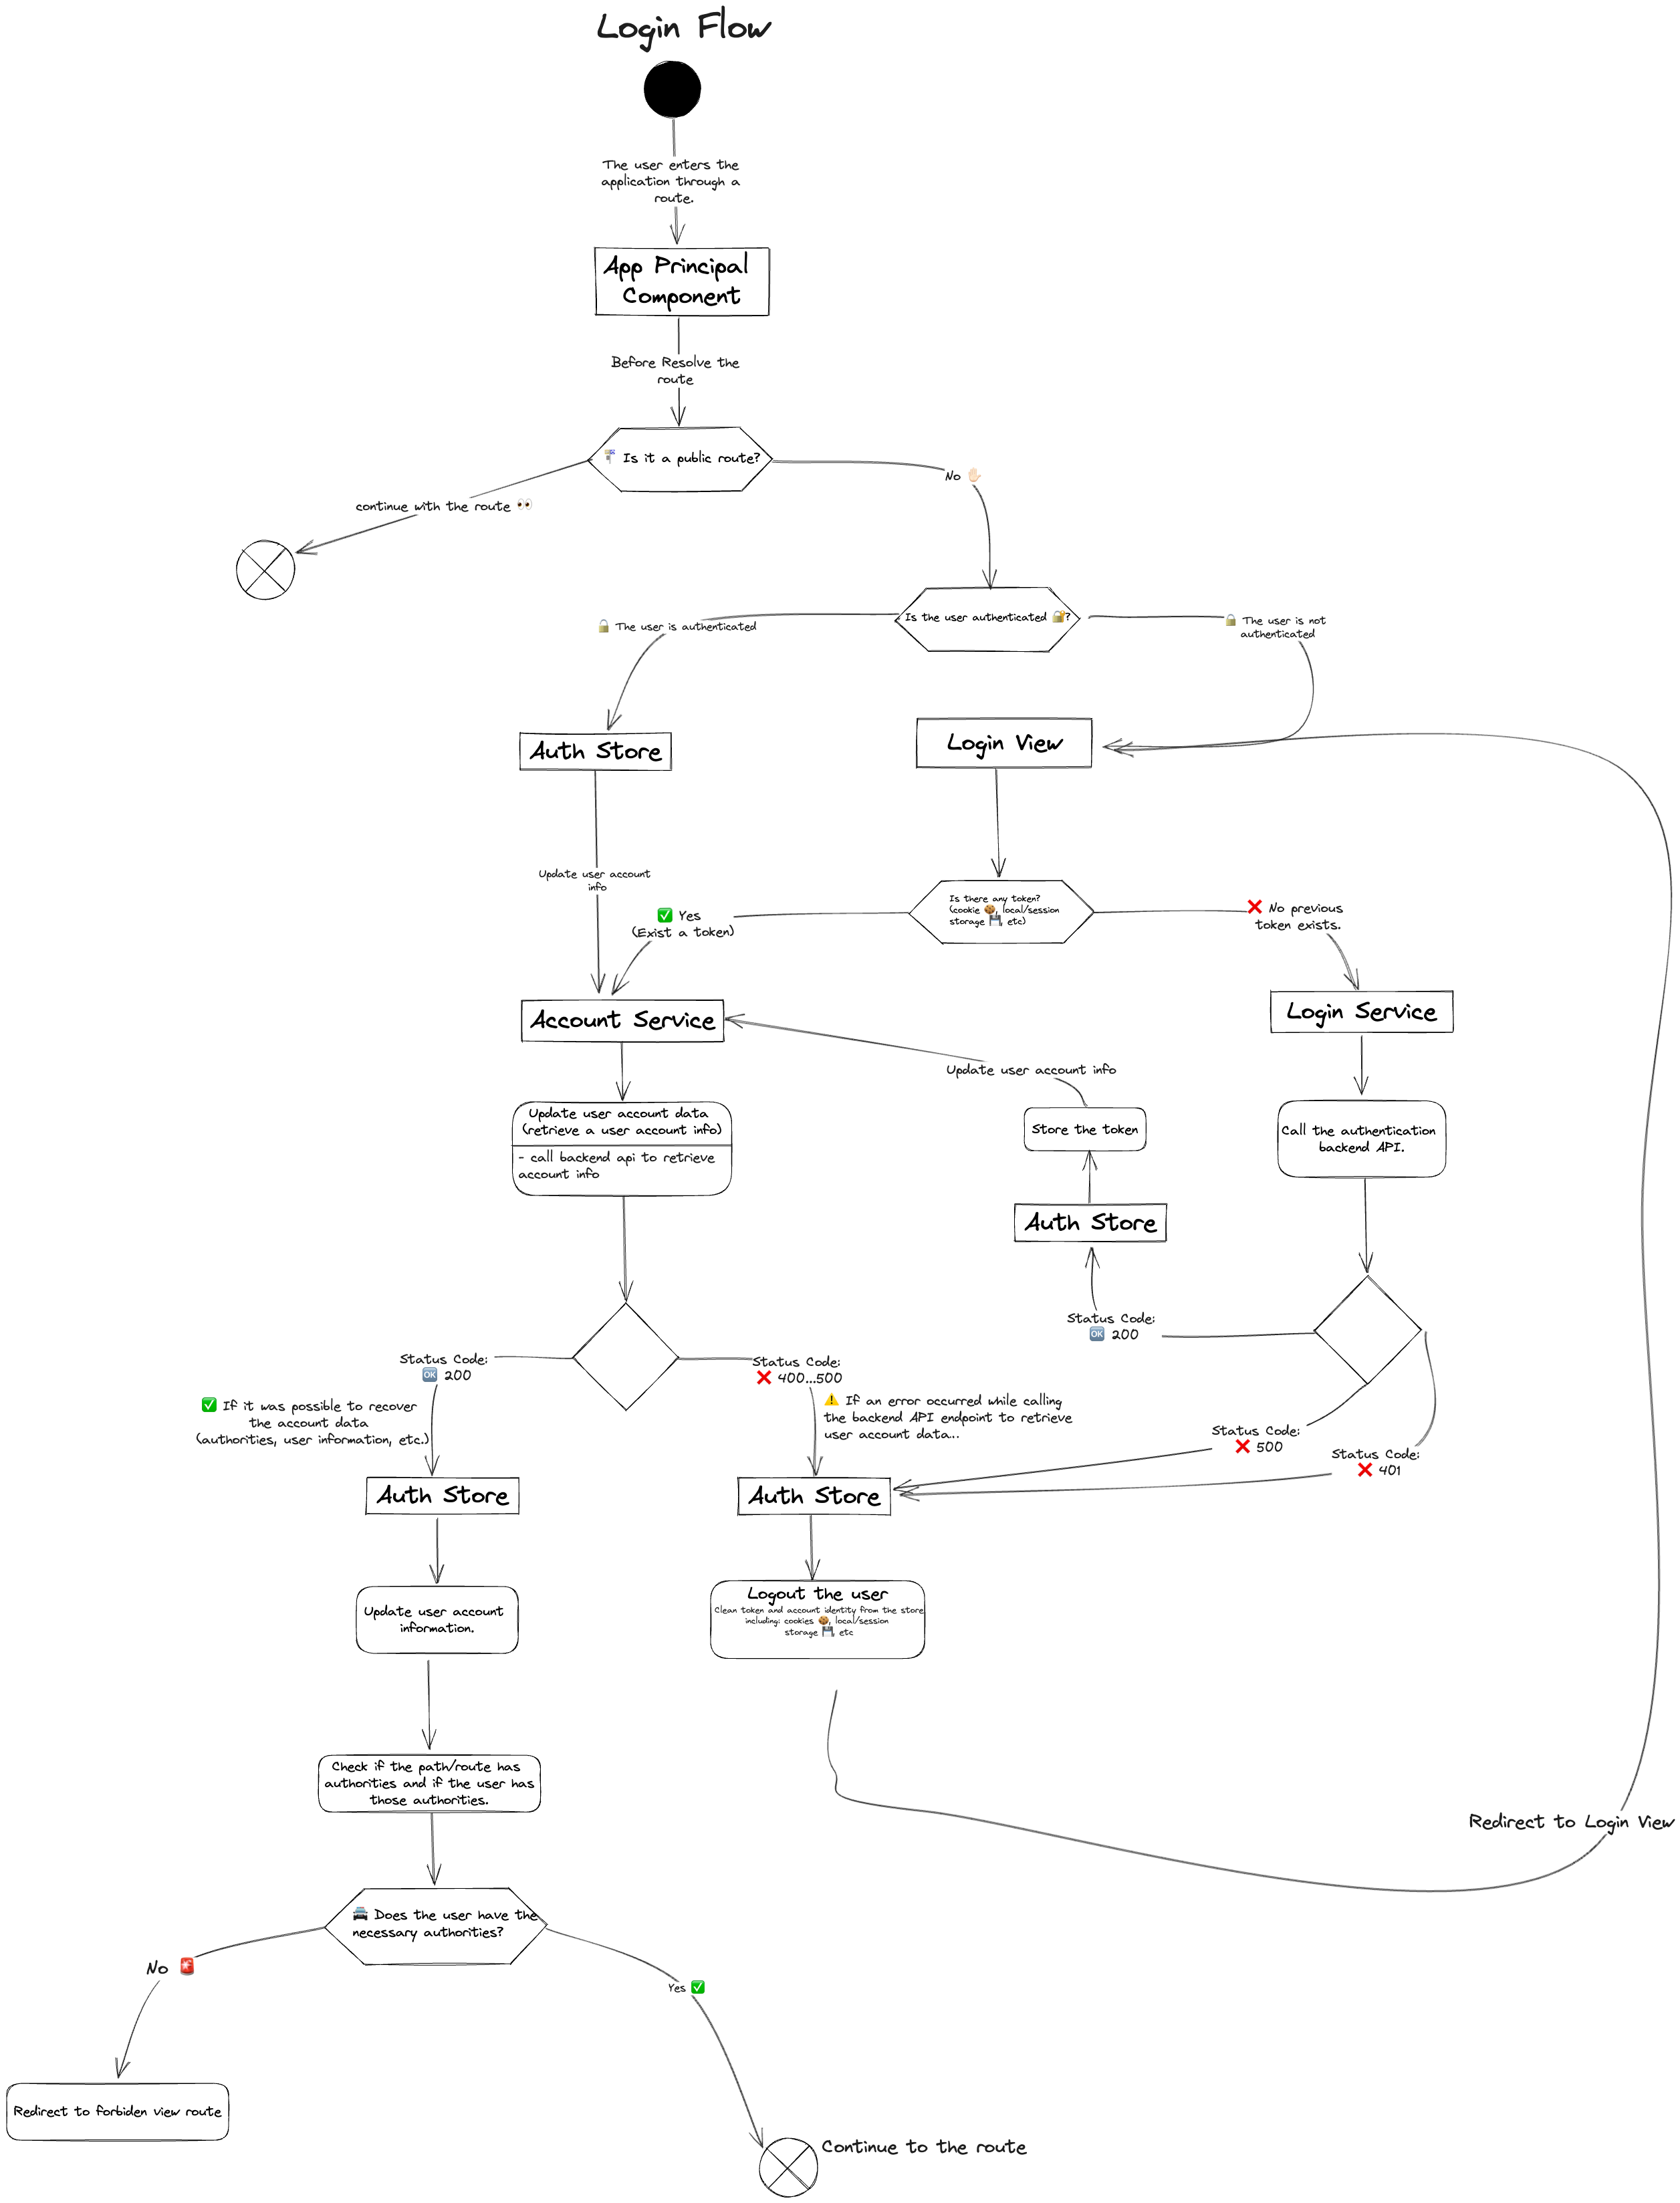 Login Flow
The user enters the
application through a
route.
App Principal
Component
Before Resolve the
route
Is it a public route?
continue with the route 👀
No ✋🏻
Is the user authenticated 🔐?
🔒 The user is authenticated
🔒 The user is not
authenticated
Auth Store
Login View
Update user account
info
Is there any token?
(cookie 🍪, local/session
storage 💾, etc)
✅ Yes
(Exist a token)
❌ No previous
token exists.
Account Service
Login Service
Update user account info
Update user account data
(retrieve a user account info)
- call backend api to retrieve
account info
Store the token
Call the authentication
backend API.
Auth Store
Status Code:
🆗 200
Status Code:
🆗 200
Status Code:
❌ 400...500
✅ If it was possible to recover
the account data
(authorities, user information, etc.)
⚠️ If an error occurred while calling
the backend API endpoint to retrieve
user account data...
Status Code:
❌ 500
Status Code:
❌ 401
Auth Store
Auth Store
Update user account
information.
Logout the user
Clean token and account identity from the store
including: cookies 🍪, local/session
storage 💾, etc
Check if the path/route has
authorities and if the user has
those authorities.
Redirect to Login View
🚔 Does the user have the
necessary authorities?
No 🚨
Yes ✅
Redirect to forbiden view route
Continue to the route